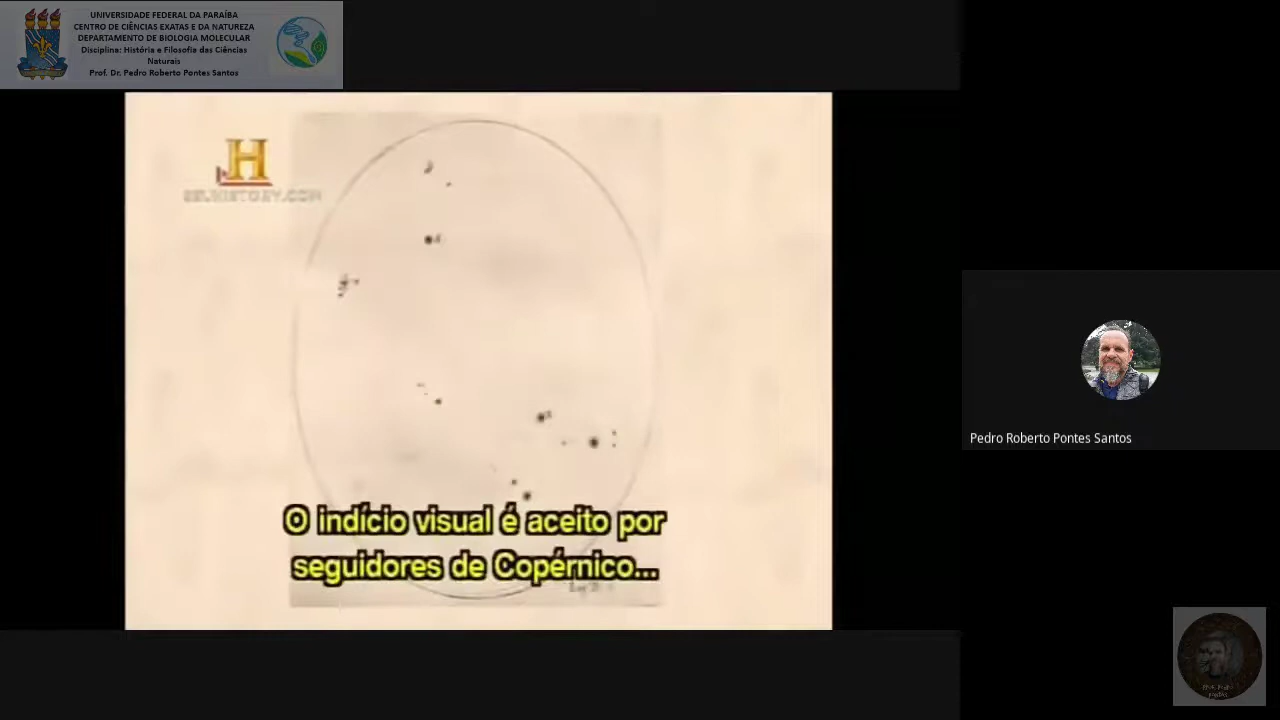 UNIVERSIDADE FEDERAL DA PARAÍBA
CENTRO DE CIÊNCIAS EXATAS E DA NATUREZA
DEPARTAMENTO DE BIOLOGIA MOLECULAR
Disciplina: História e Filosofia das Ciências
Naturais
Prof. Dr. Pedro Roberto Pontes Santos
H
O indício visual é aceito por
seguidores de Copérnico...
Pedro Roberto Pontes Santos